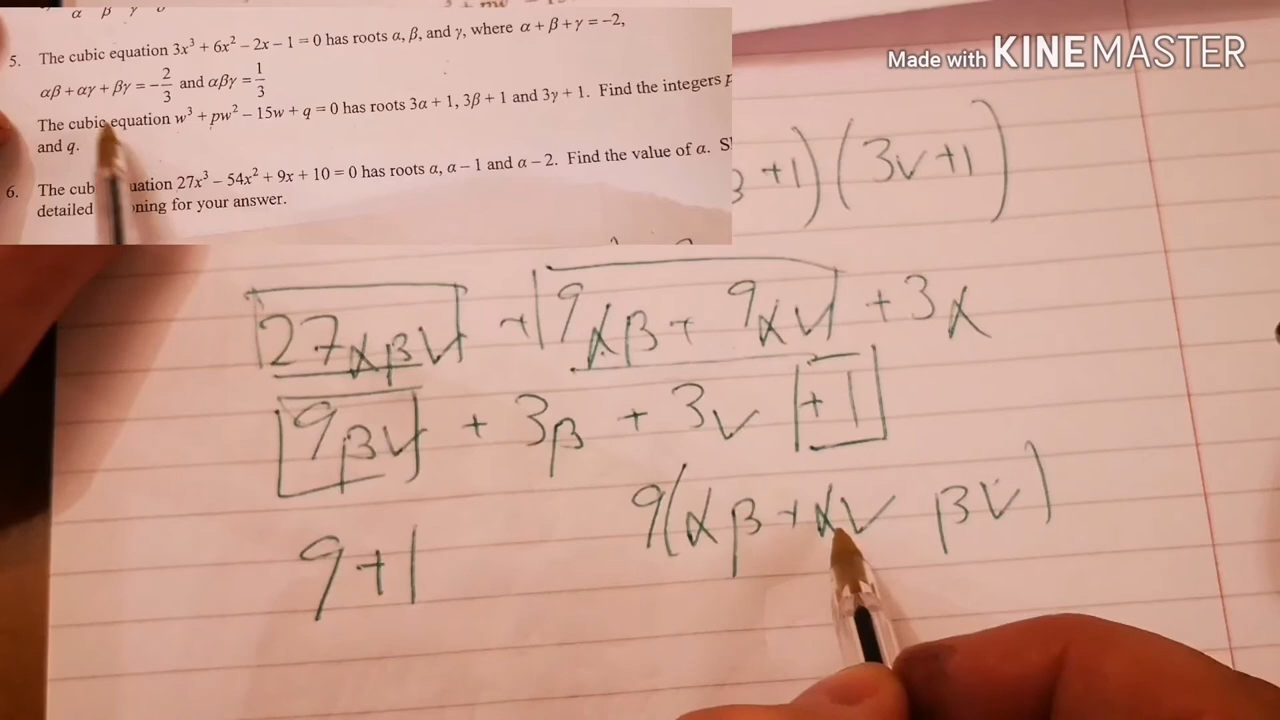 α β γ
5. The cubic equation 3x³ + 6x² − 2x − 1 = 0 has roots α, β, and γ, where α + β + γ = −2,
αβ + αγ + βγ = −2/3 and αβγ = 1/3
The cubic equation w³ + pw² − 15w + q = 0 has roots 3α + 1, 3β + 1 and 3γ + 1. Find the integers p
and q.
6. The cub uation 27x³ − 54x² + 9x + 10 = 0 has roots α, α − 1 and α − 2. Find the value of α. S
detailed ning for your answer.
Made with KINEMASTER
+1)(3γ+1)
27αβγ + 9αβ + 9αγ + 3α
9βγ + 3β + 3γ + 1
9(αβ + αγ βγ)
9+1